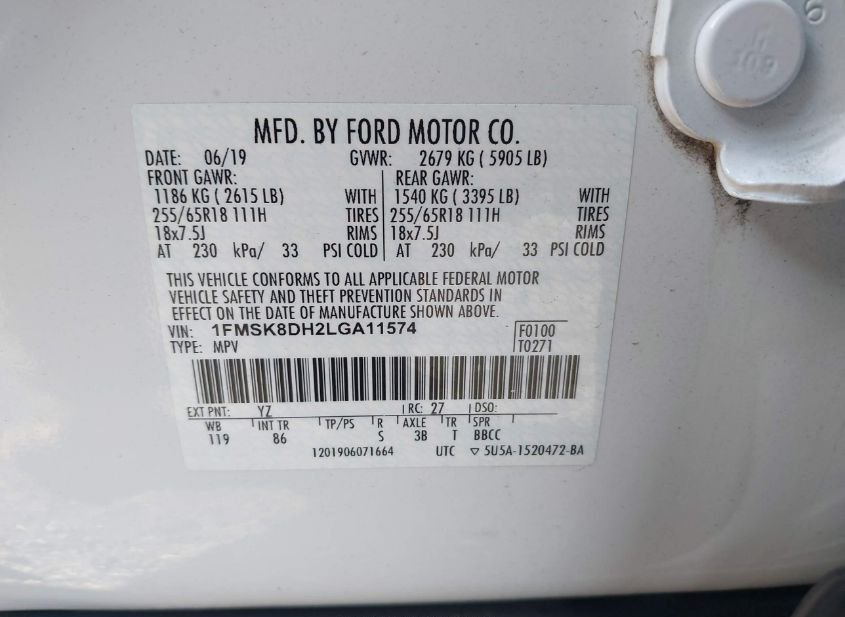 6
h
109
MFD. BY FORD MOTOR CO.
DATE: 06/19 GVWR: 2679 KG ( 5905 LB)
FRONT GAWR: REAR GAWR:
1186 KG ( 2615 LB) WITH 1540 KG ( 3395 LB) WITH
255/65R18 111H TIRES 255/65R18 111H TIRES
18x7.5J RIMS 18x7.5J RIMS
AT 230 kPa/ 33 PSI COLD AT 230 kPa/ 33 PSI COLD
THIS VEHICLE CONFORMS TO ALL APPLICABLE FEDERAL MOTOR
VEHICLE SAFETY AND THEFT PREVENTION STANDARDS IN
EFFECT ON THE DATE OF MANUFACTURE SHOWN ABOVE.
VIN: 1FMSK8DH2LGA11574 F0100
TYPE: MPV T0271
EXT PNT: YZ RC: 27 DSO:
WB INT TR TP/PS R AXLE TR SPR
119 86 S 3B T BBCC
1201906071664 UTC ▽ 5U5A-1520472-BA